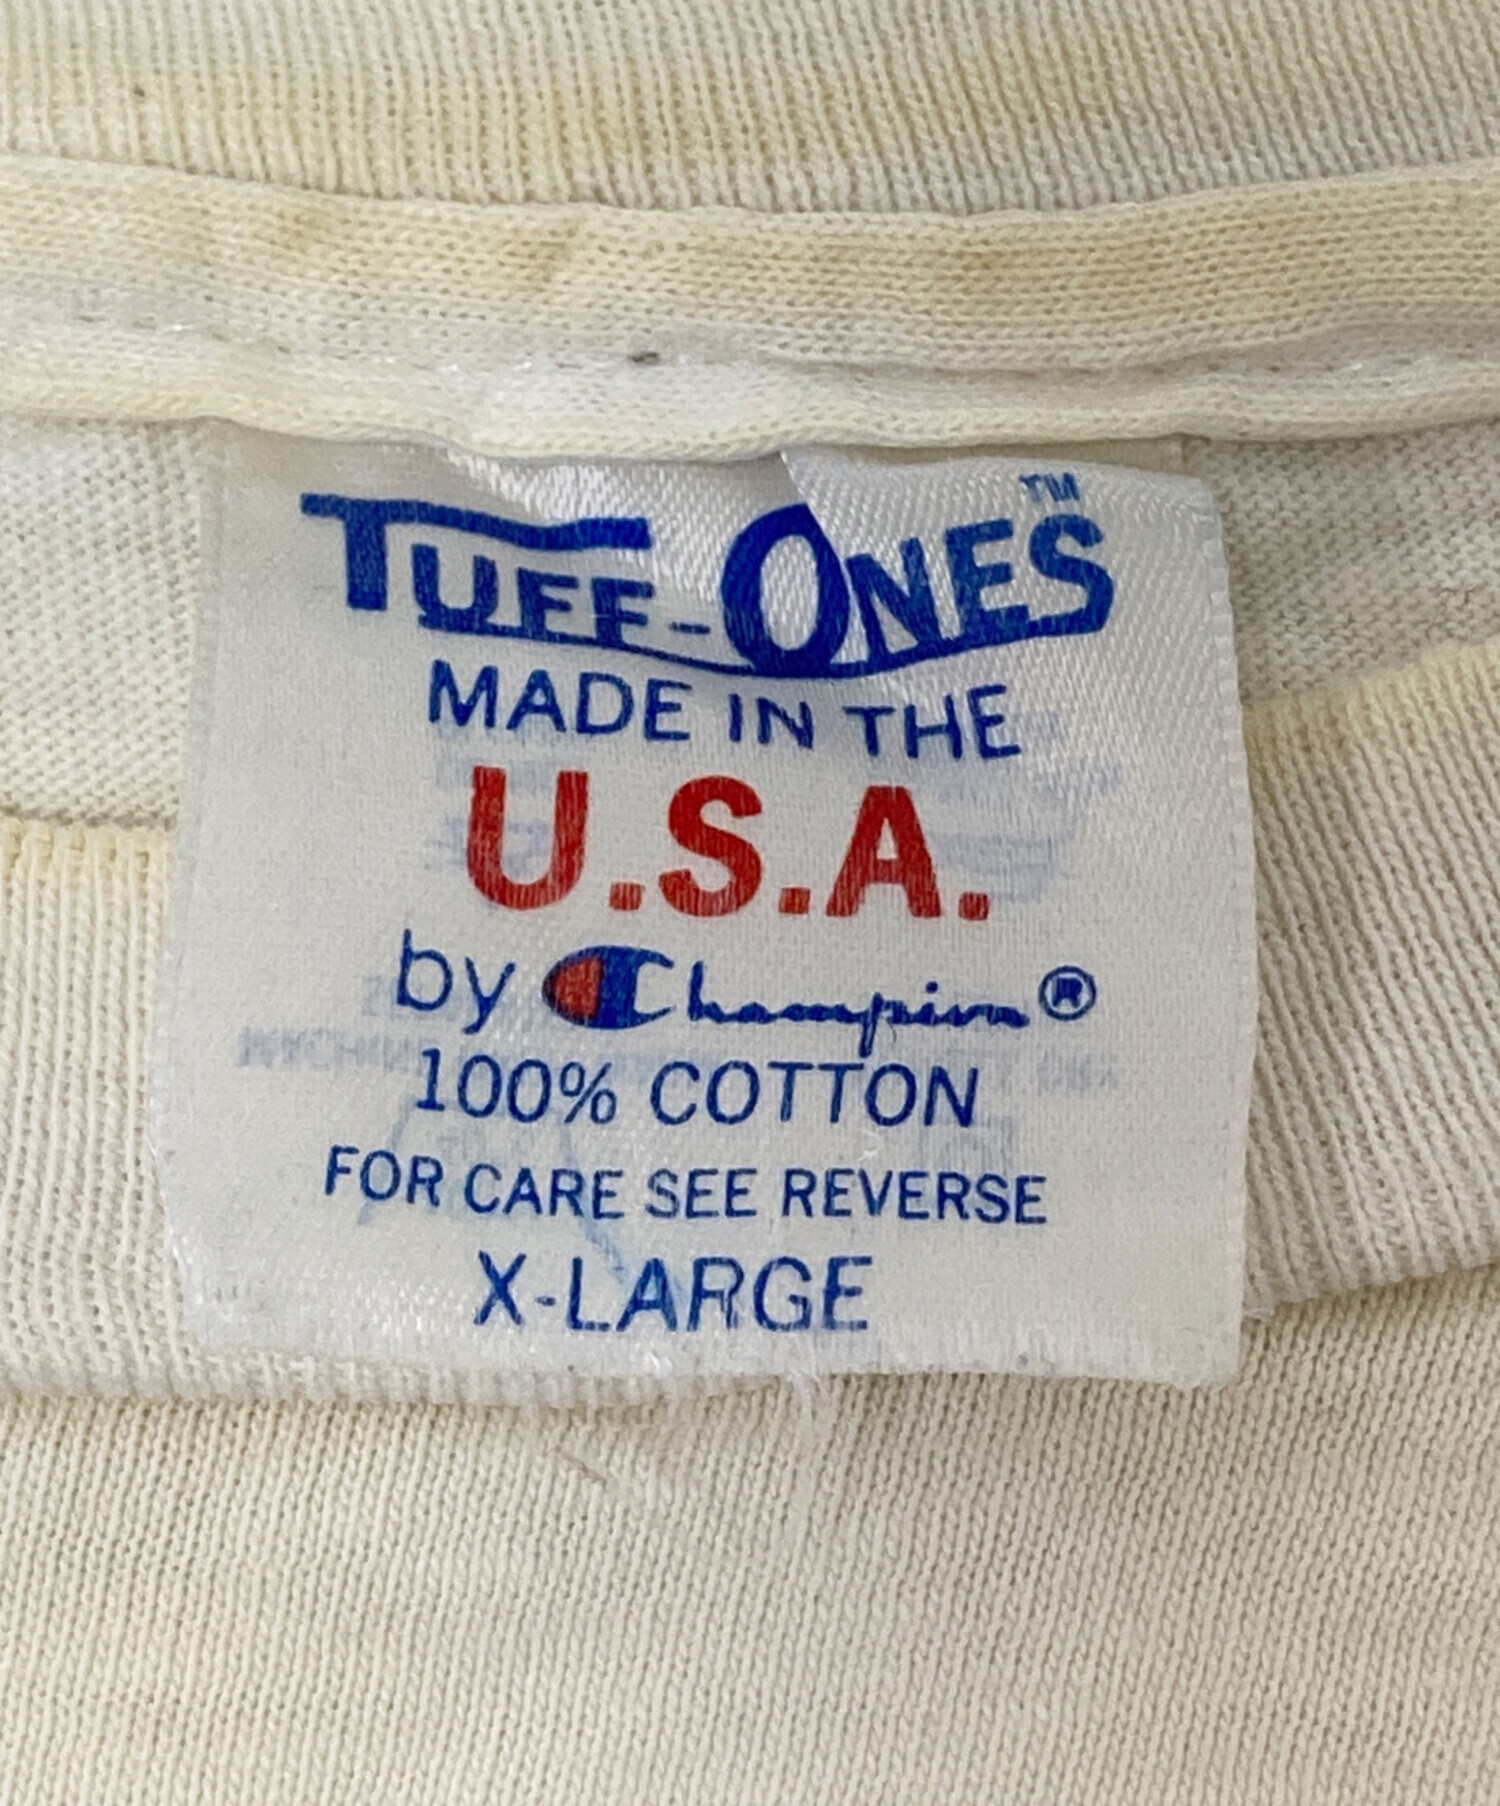 TUFF-ONES™
MADE IN THE
U.S.A.
by Champion®
100% COTTON
FOR CARE SEE REVERSE
X-LARGE